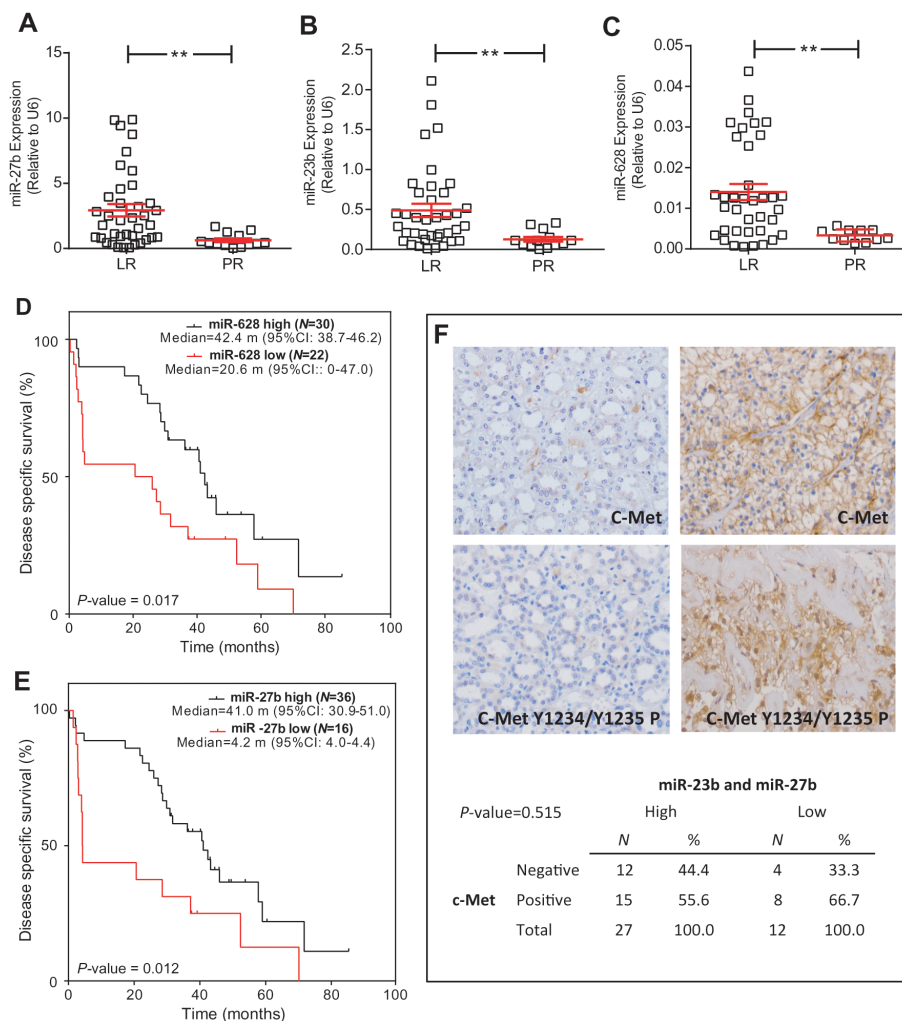 A
miR-27b Expression
(Relative to U6)
15
10
5
0
**
LR
PR
B
miR-23b Expression
(Relative to U6)
2.5
2.0
1.5
1.0
0.5
0.0
**
LR
PR
C
miR-628 Expression
(Relative to U6)
0.05
0.04
0.03
0.02
0.01
0.00
**
LR
PR
D
miR-628 high (N=30)
Median=42.4 m (95%CI: 38.7-46.2)
miR-628 low (N=22)
Median=20.6 m (95%CI:: 0-47.0)
Disease specific survival (%)
100
50
0
P-value = 0.017
0
20
40
60
80
100
Time (months)
E
miR-27b high (N=36)
Median=41.0 m (95%CI: 30.9-51.0)
miR -27b low (N=16)
Median=4.2 m (95%CI: 4.0-4.4)
Disease specific survival (%)
100
50
0
P-value = 0.012
0
20
40
60
80
100
Time (months)
F
C-Met
C-Met
C-Met Y1234/Y1235 P
C-Met Y1234/Y1235 P
miR-23b and miR-27b
P-value=0.515 High Low
N % N %
Negative 12 44.4 4 33.3
c-Met Positive 15 55.6 8 66.7
Total 27 100.0 12 100.0